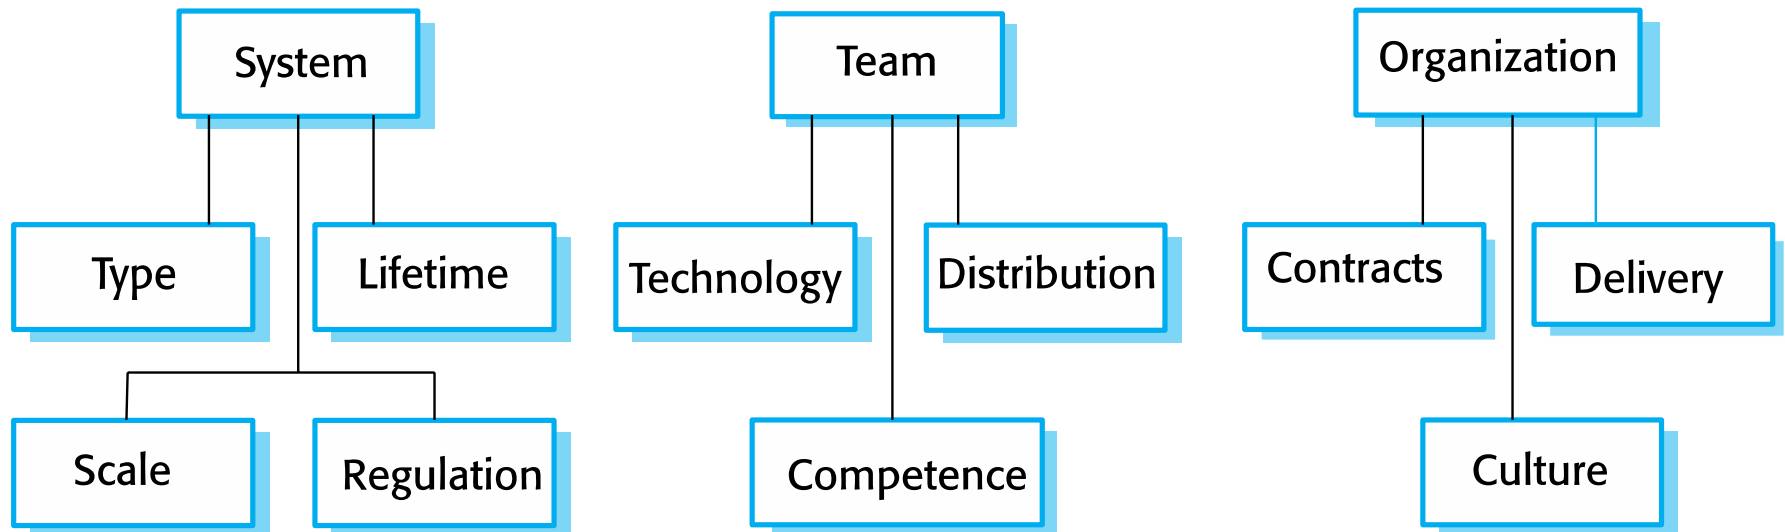 System
Team
Organization
Type
Lifetime
Technology
Distribution
Contracts
Delivery
Scale
Regulation
Competence
Culture